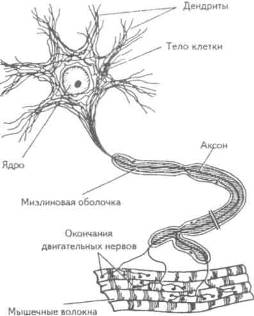 Дендриты
Тело клетки
Ядро
Аксон
Миэлиновая оболочка
Окончания
двигательных нервов
Мышечные волокна